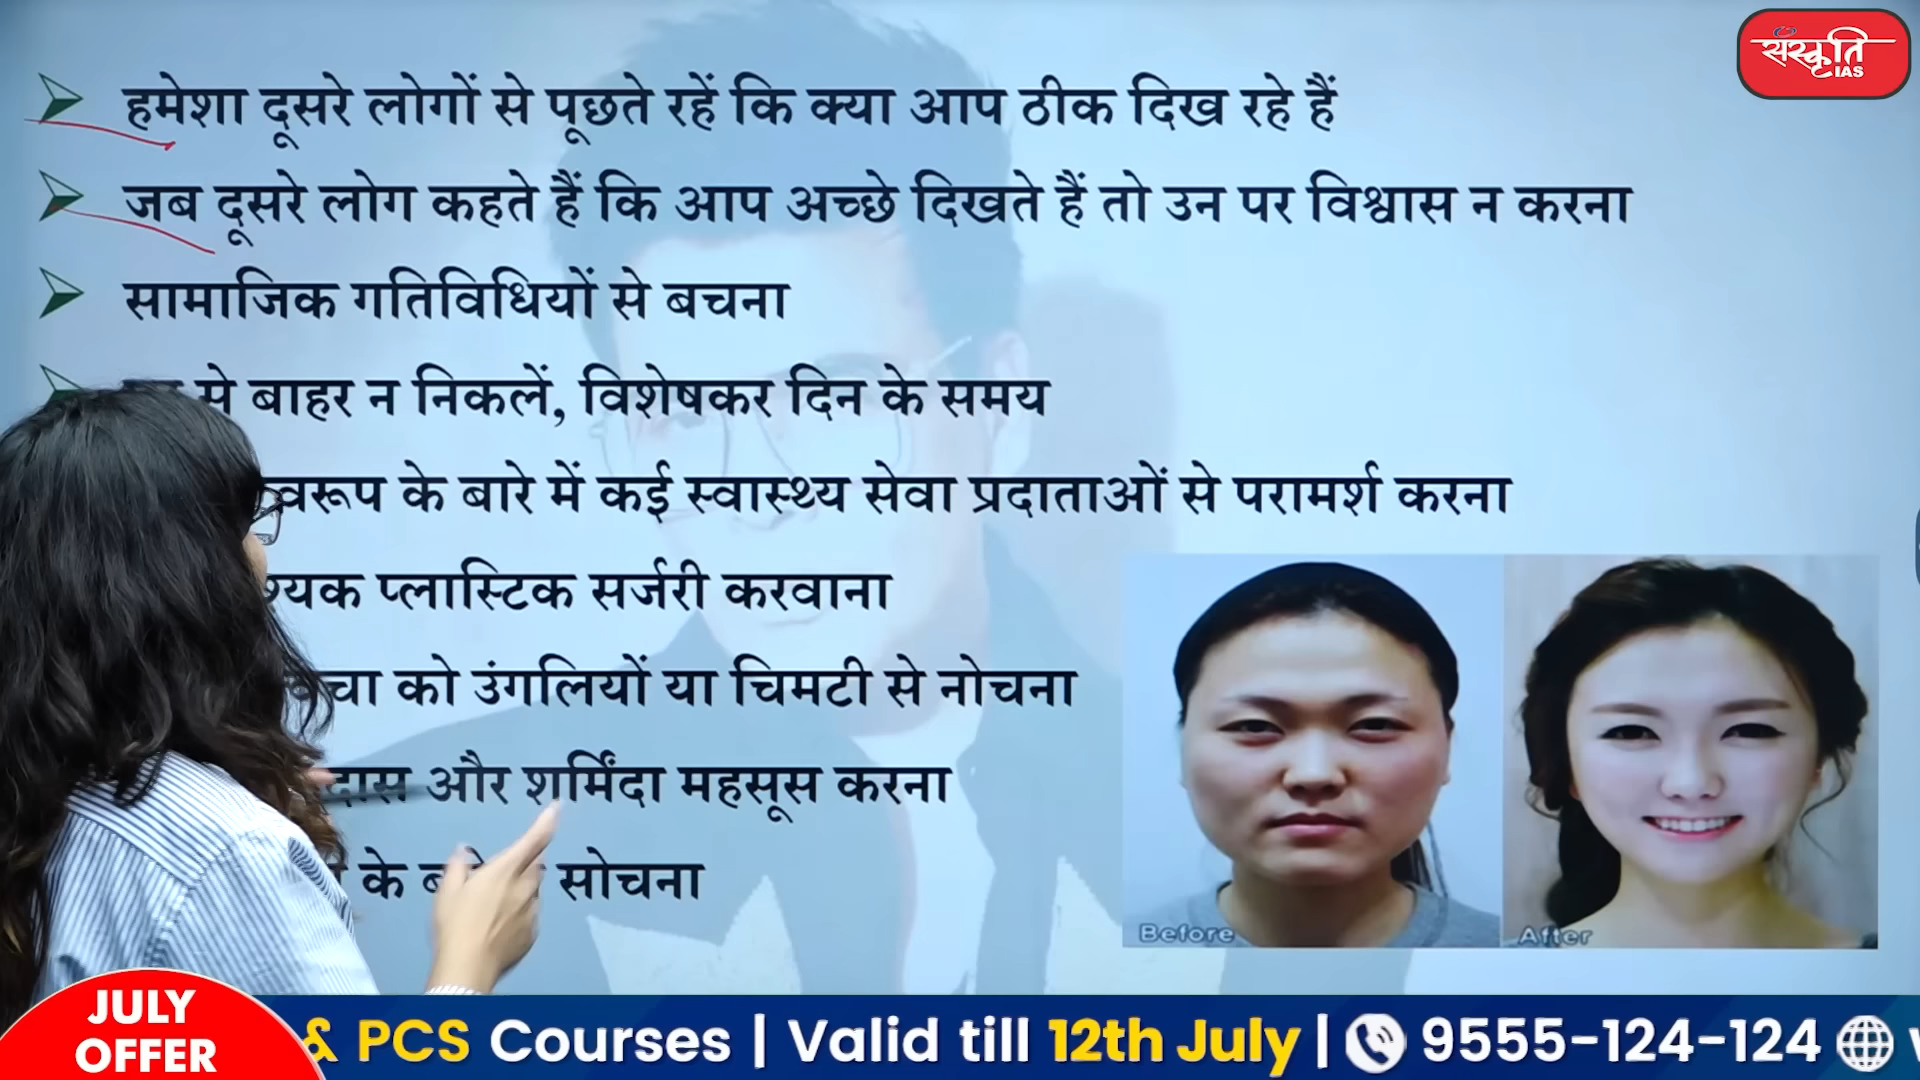 संस्कृति
IAS
हमेशा दूसरे लोगों से पूछते रहें कि क्या आप ठीक दिख रहे हैं
जब दूसरे लोग कहते हैं कि आप अच्छे दिखते हैं तो उन पर विश्वास न करना
सामाजिक गतिविधियों से बचना
से बाहर न निकलें, विशेषकर दिन के समय
के बारे में कई स्वास्थ्य सेवा प्रदाताओं से परामर्श करना
प्लास्टिक सर्जरी करवाना
को उंगलियों या चिमटी से नोचना
और शर्मिंदा महसूस करना
के सोचना
Before
After
JULY
OFFER
& PCS Courses | Valid till 12th July | 9555-124-124